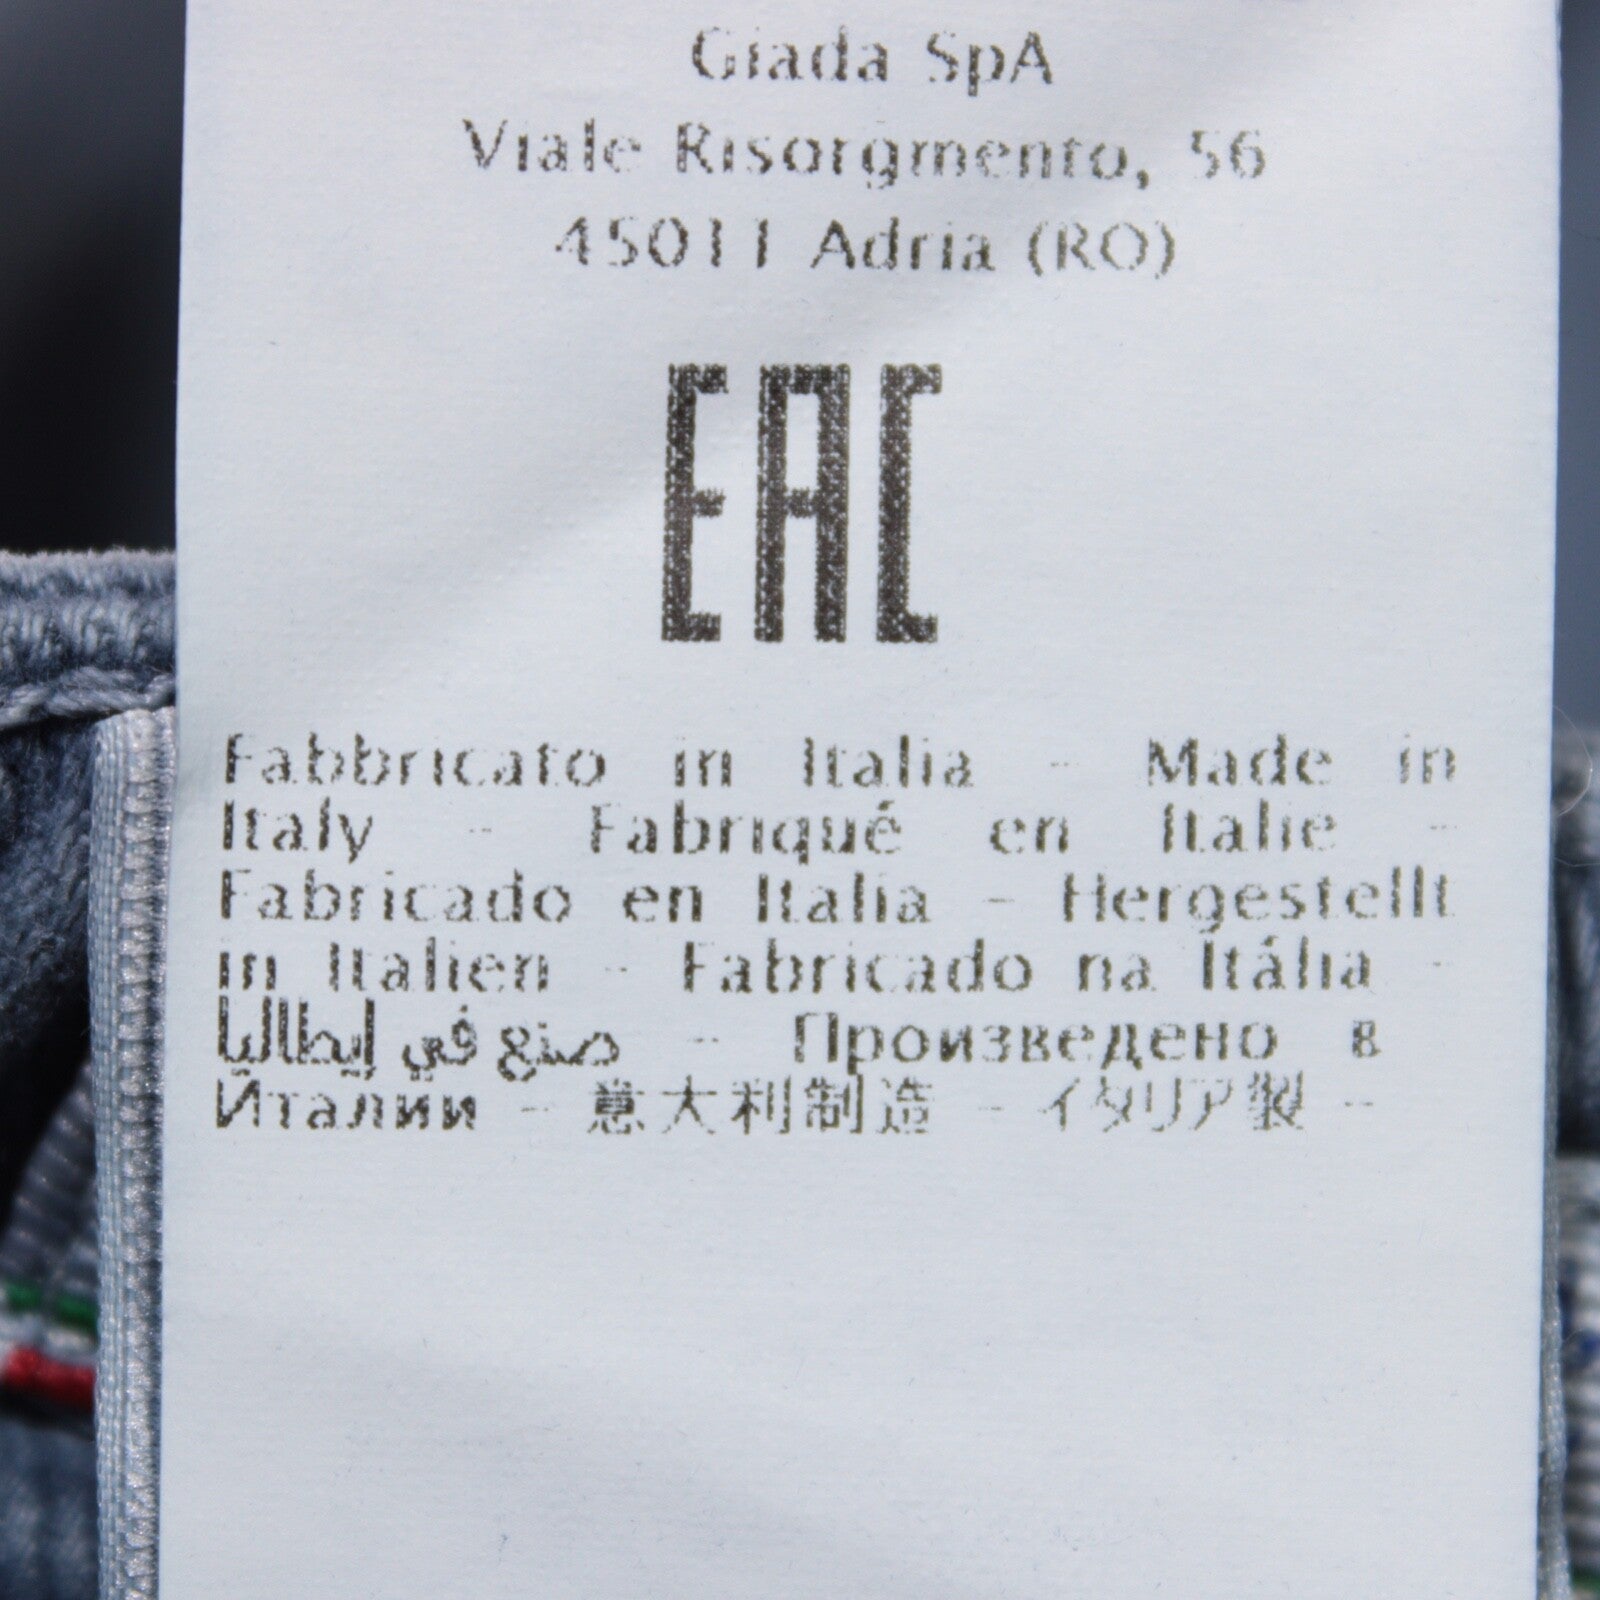 Giada SpA
Viale Risorgmento, 56
45011 Adria (RO)
EAC
Fabbricato in Italia - Made in
Italy - Fabriqué en Italie -
Fabricado en Italia - Hergestellt
in Italien - Fabricado na Itália -
صنع في إيطاليا - Произведено в
Италии - 意大利制造 - イタリア製 -